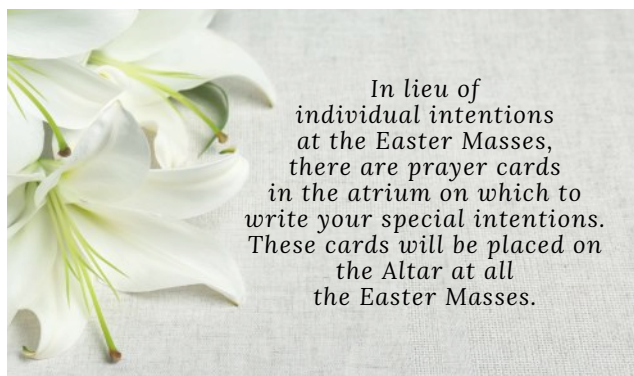 In lieu of
individual intentions
at the Easter Masses,
there are prayer cards
in the atrium on which to
write your special intentions.
These cards will be placed on
the Altar at all
the Easter Masses.